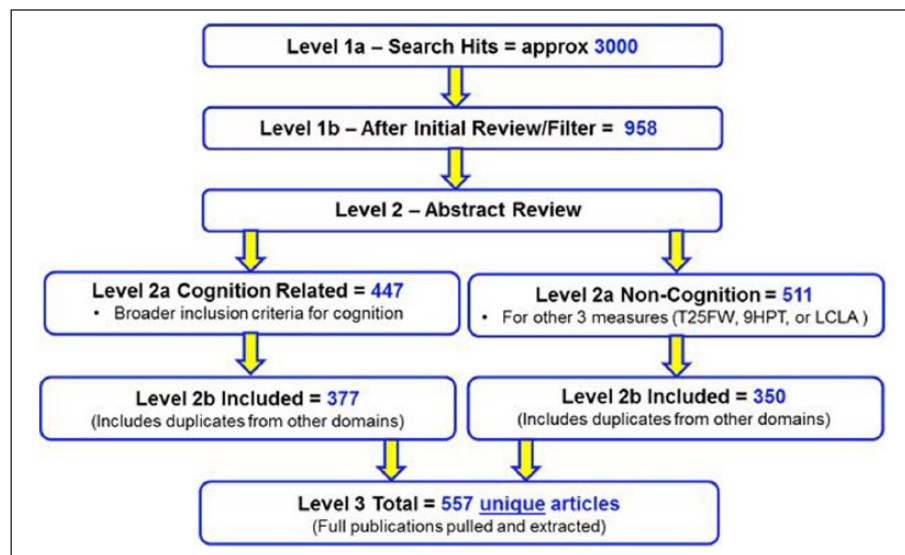 Level 1a – Search Hits = approx 3000
Level 1b – After Initial Review/Filter = 958
Level 2 – Abstract Review
Level 2a Cognition Related = 447
• Broader inclusion criteria for cognition
Level 2a Non-Cognition = 511
• For other 3 measures (T25FW, 9HPT, or LCLA )
Level 2b Included = 377
(Includes duplicates from other domains)
Level 2b Included = 350
(Includes duplicates from other domains)
Level 3 Total = 557 unique articles
(Full publications pulled and extracted)